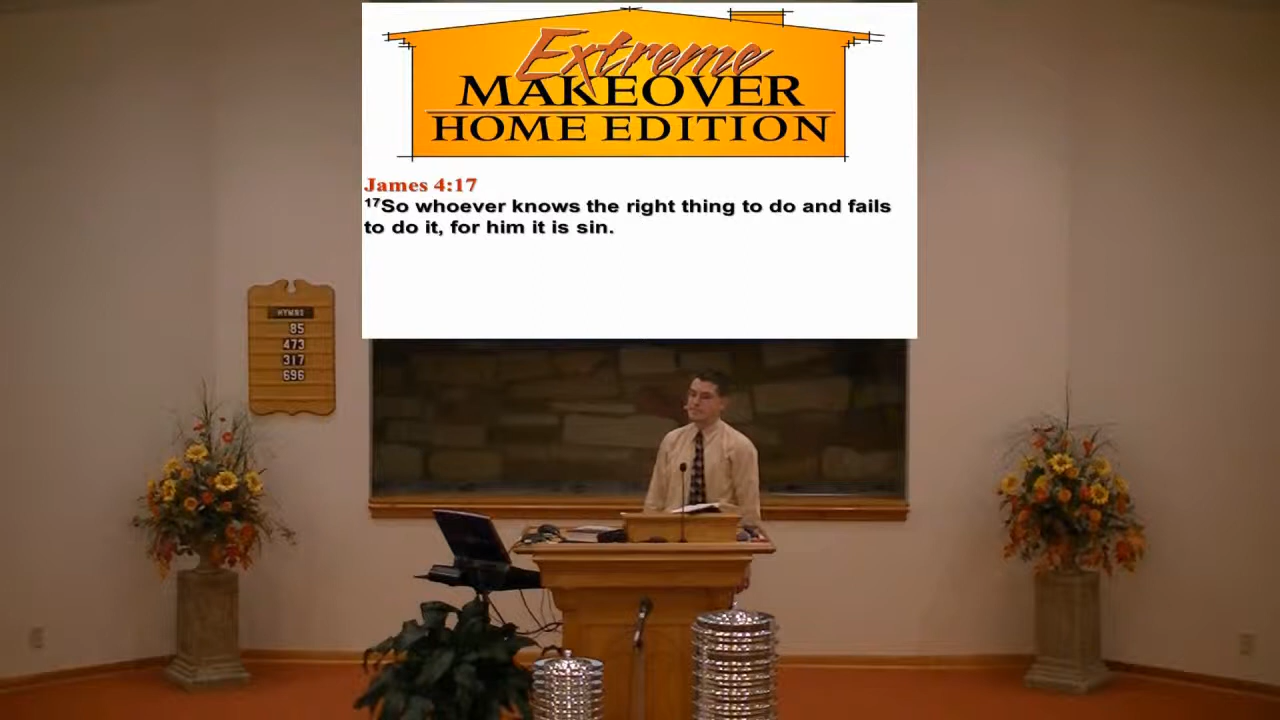 Extreme
MAKEOVER
HOME EDITION
James 4:17
17So whoever knows the right thing to do and fails
to do it, for him it is sin.
HYMNS
85
473
317
696